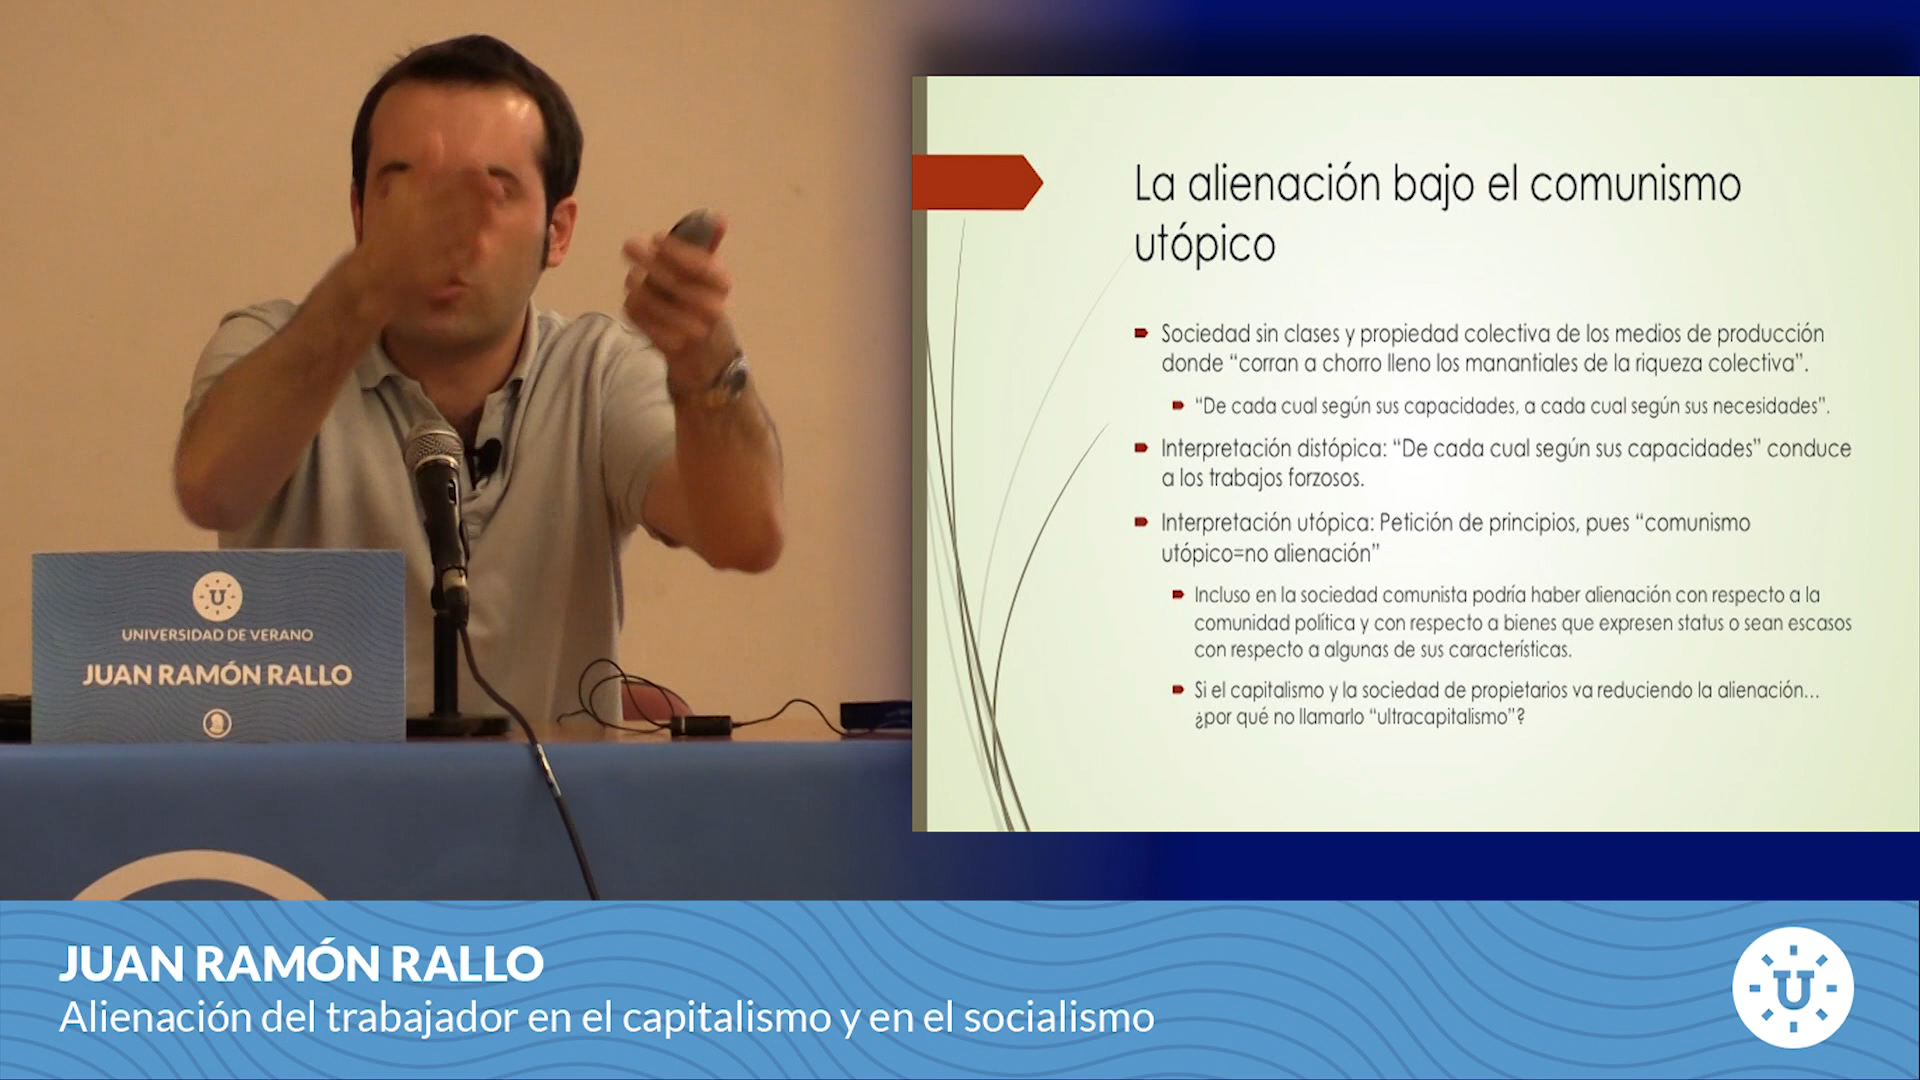 La alienación bajo el comunismo
utópico
Sociedad sin clases y propiedad colectiva de los medios de producción
donde “corran a chorro lleno los manantiales de la riqueza colectiva”.
“De cada cual según sus capacidades, a cada cual según sus necesidades”.
Interpretación distópica: “De cada cual según sus capacidades” conduce
a los trabajos forzosos.
Interpretación utópica: Petición de principios, pues “comunismo
utópico=no alienación”
Incluso en la sociedad comunista podría haber alienación con respecto a la
comunidad política y con respecto a bienes que expresen status o sean escasos
con respecto a algunas de sus características.
Si el capitalismo y la sociedad de propietarios va reduciendo la alienación...
¿por qué no llamarlo “ultracapitalismo”?
U
UNIVERSIDAD DE VERANO
JUAN RAMÓN RALLO
JUAN RAMÓN RALLO
Alienación del trabajador en el capitalismo y en el socialismo
U